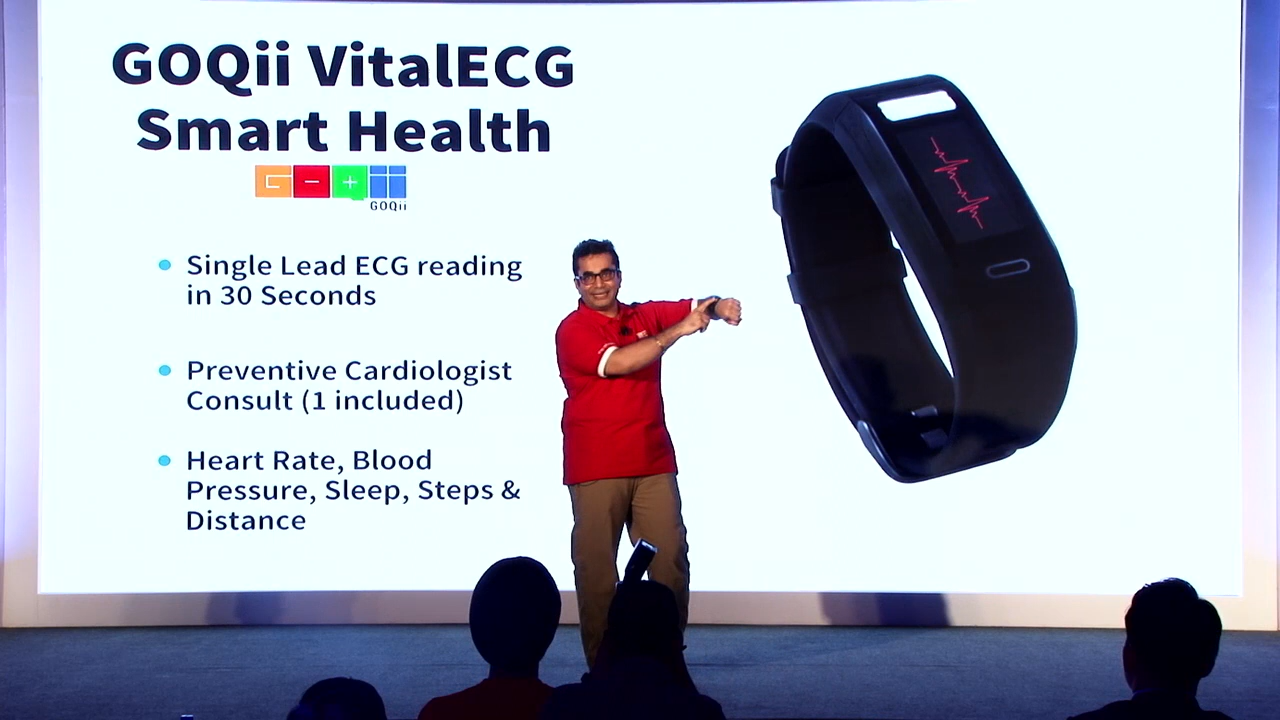 GOQii VitalECG
Smart Health
GOQii
Single Lead ECG reading
in 30 Seconds
Preventive Cardiologist
Consult (1 included)
Heart Rate, Blood
Pressure, Sleep, Steps &
Distance